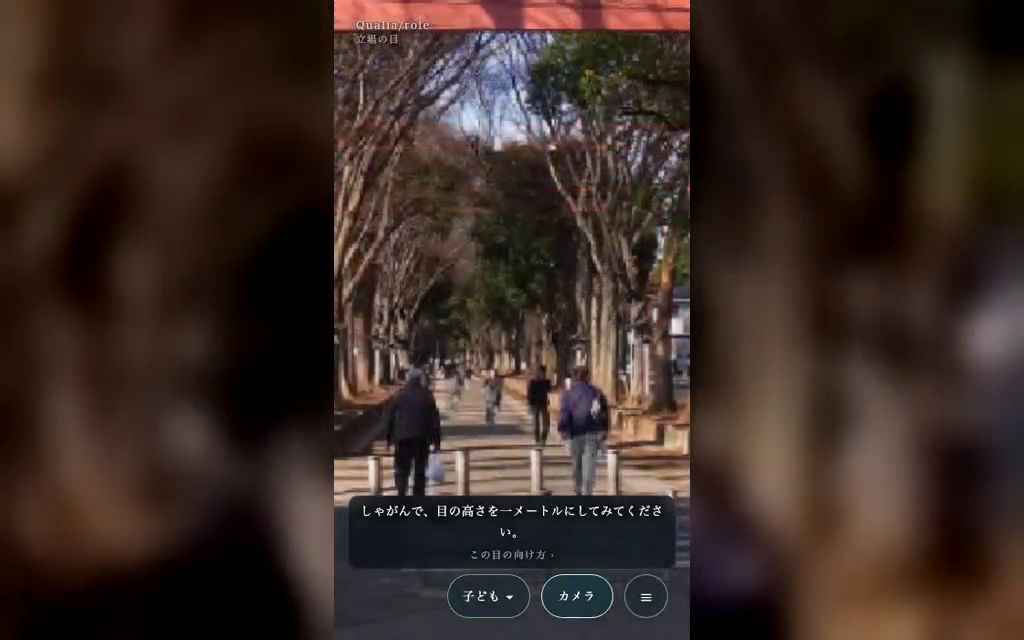 Qualia/role
立場の目
しゃがんで、目の高さを一メートルにしてみてくださ
い。
この目の向け方 ›
子ども
カメラ